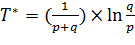 T* = (1/(p+q)) × ln q/p